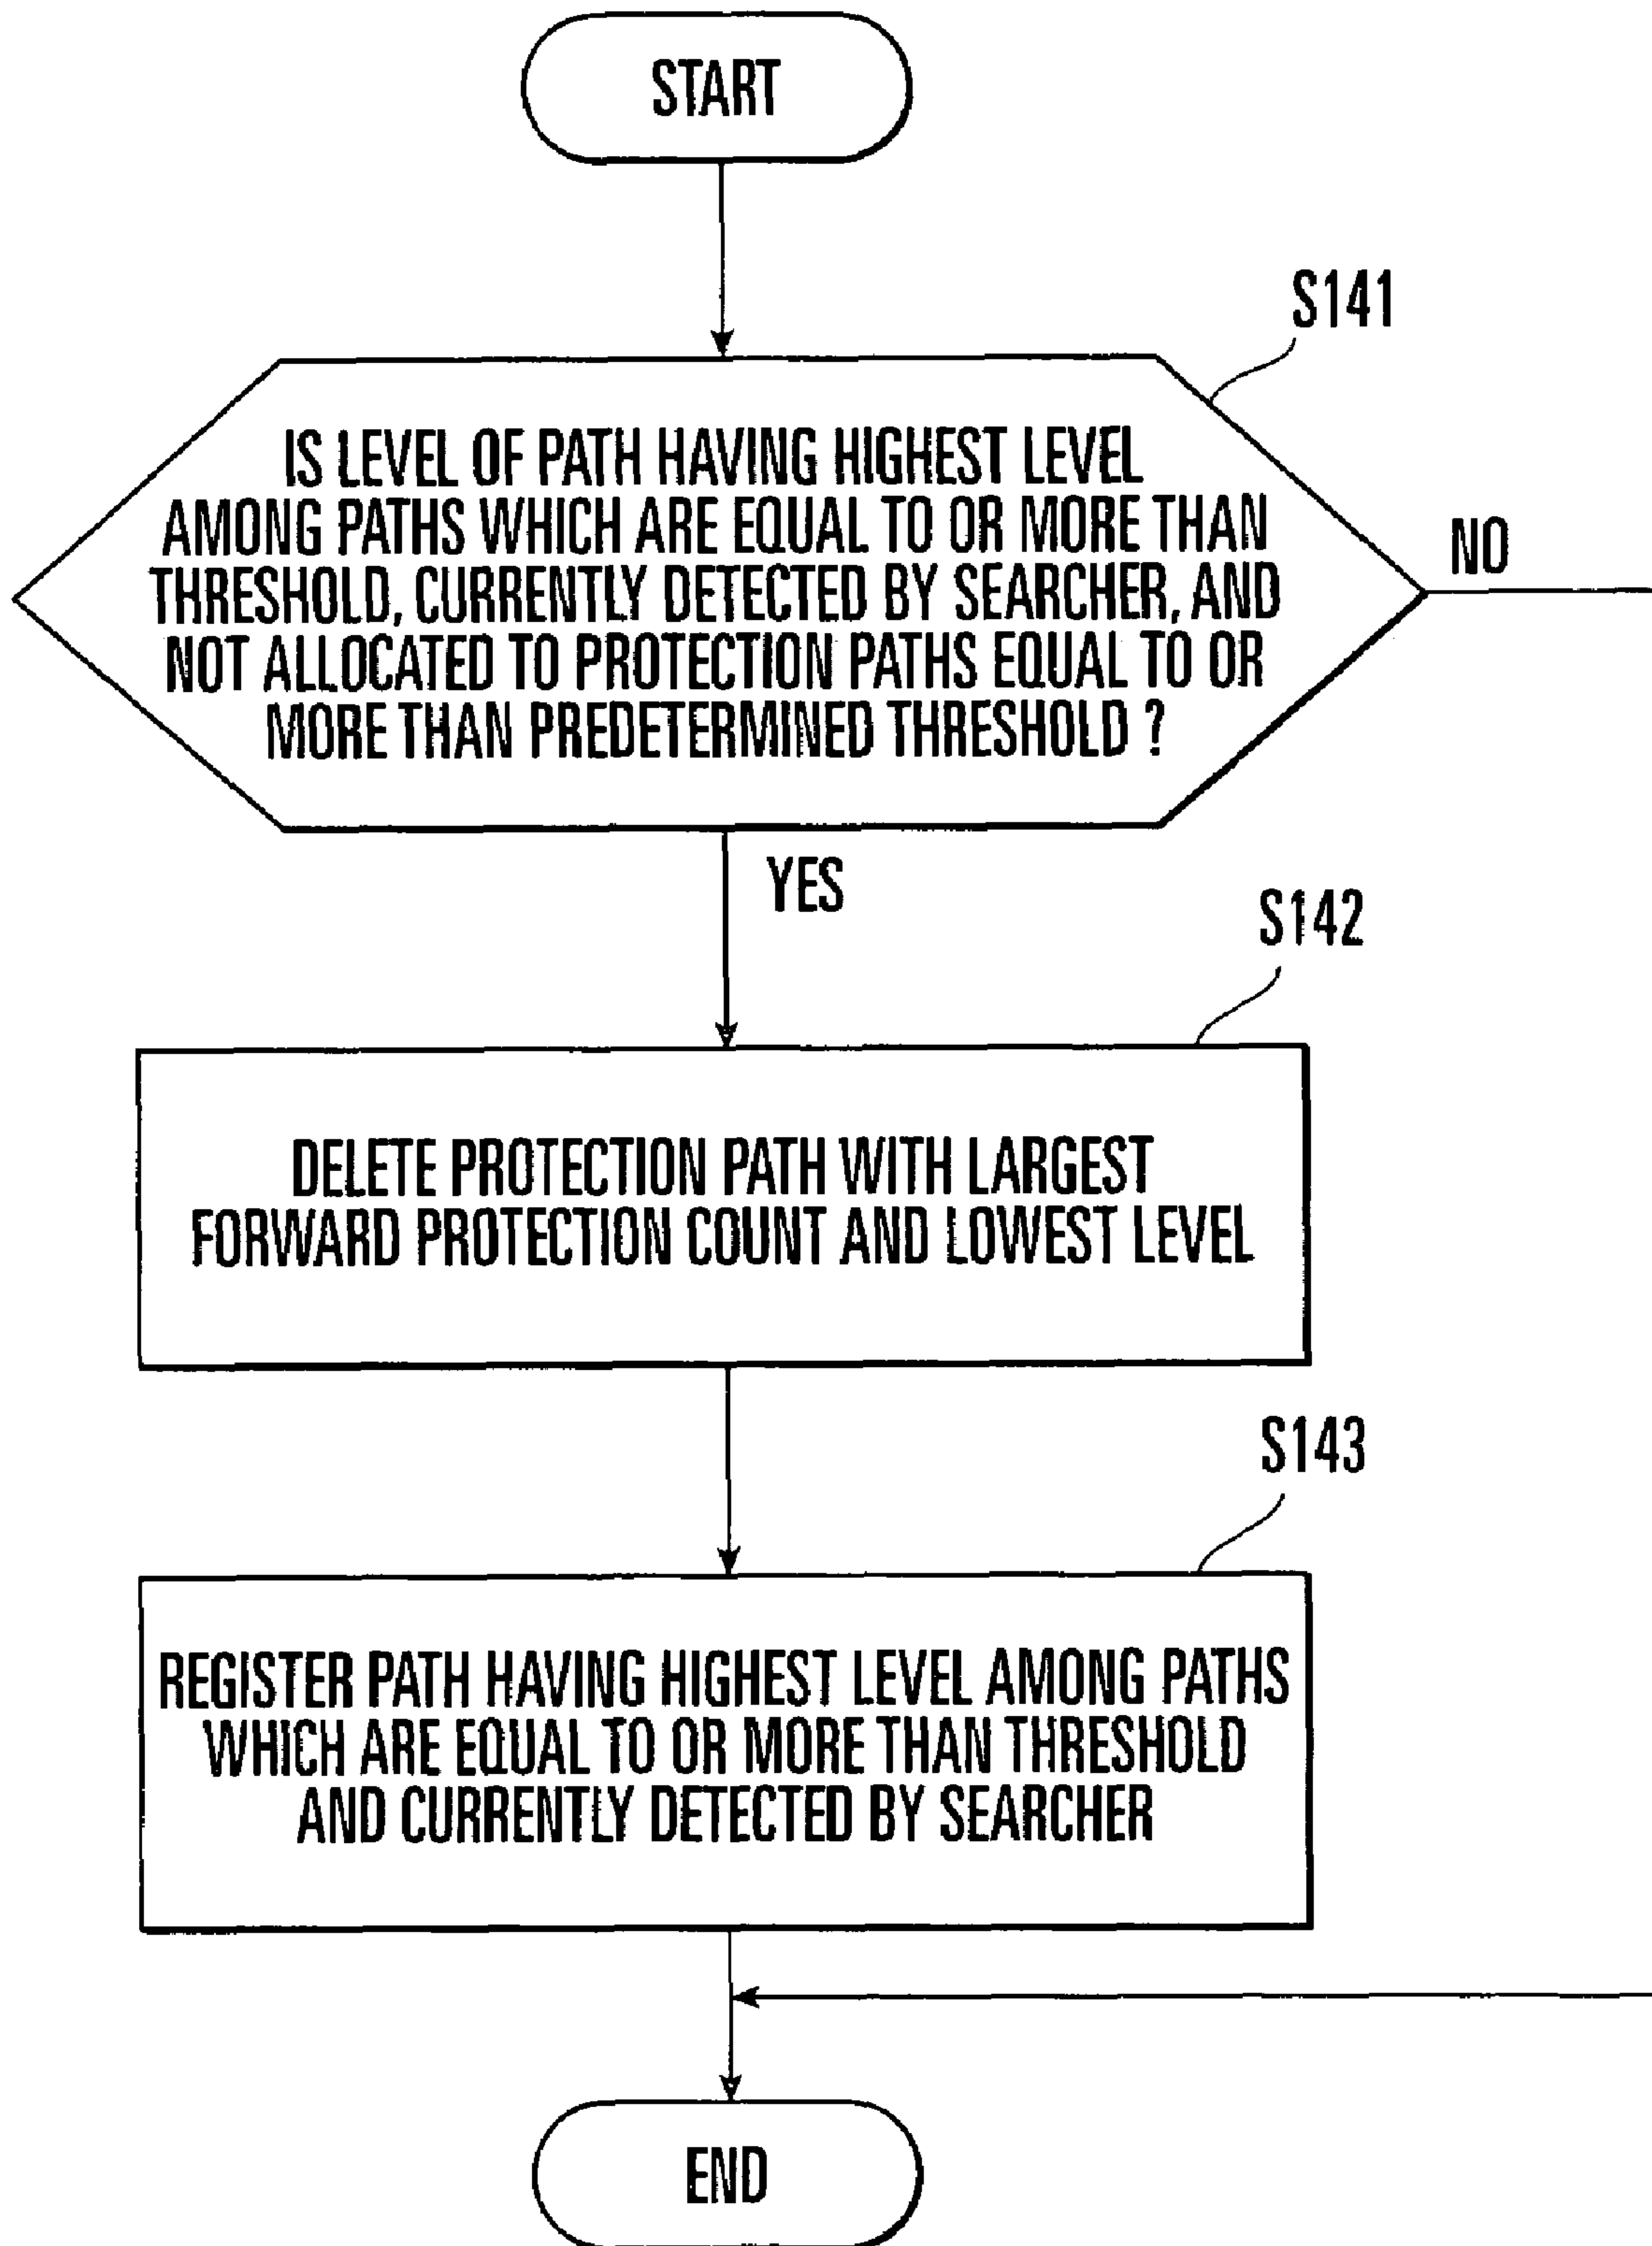 START
S141
IS LEVEL OF PATH HAVING HIGHEST LEVEL
AMONG PATHS WHICH ARE EQUAL TO OR MORE THAN
THRESHOLD, CURRENTLY DETECTED BY SEARCHER, AND
NOT ALLOCATED TO PROTECTION PATHS EQUAL TO OR
MORE THAN PREDETERMINED THRESHOLD ?
NO
YES
S142
DELETE PROTECTION PATH WITH LARGEST
FORWARD PROTECTION COUNT AND LOWEST LEVEL
S143
REGISTER PATH HAVING HIGHEST LEVEL AMONG PATHS
WHICH ARE EQUAL TO OR MORE THAN THRESHOLD
AND CURRENTLY DETECTED BY SEARCHER
END